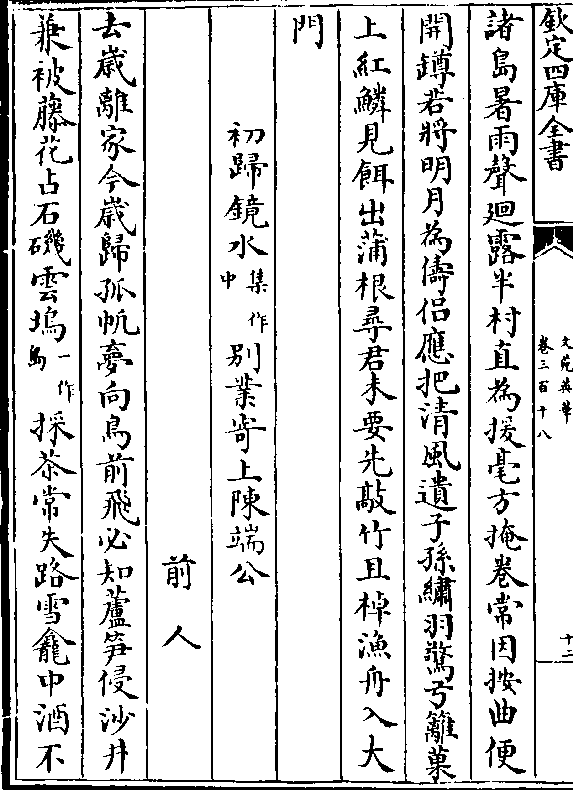 欽定四庫全書
文苑英華
卷三百十八
十二
諸島暑雨聲廻露半村直為援毫方掩卷常因按曲便
開罇若將明月為儔侣應把清風遺子孫繡羽驚弓離菓
上紅鱗見餌出蒲根尋君未要先敲竹且棹漁舟入大
門
初歸鏡水集作中别業寄上陳端公
前人
去歳離家今歳歸孤帆夢向鳥前飛必知蘆笋侵沙井
兼被藤花占石磯雲塢一作島採茶常失路雪龕中酒不